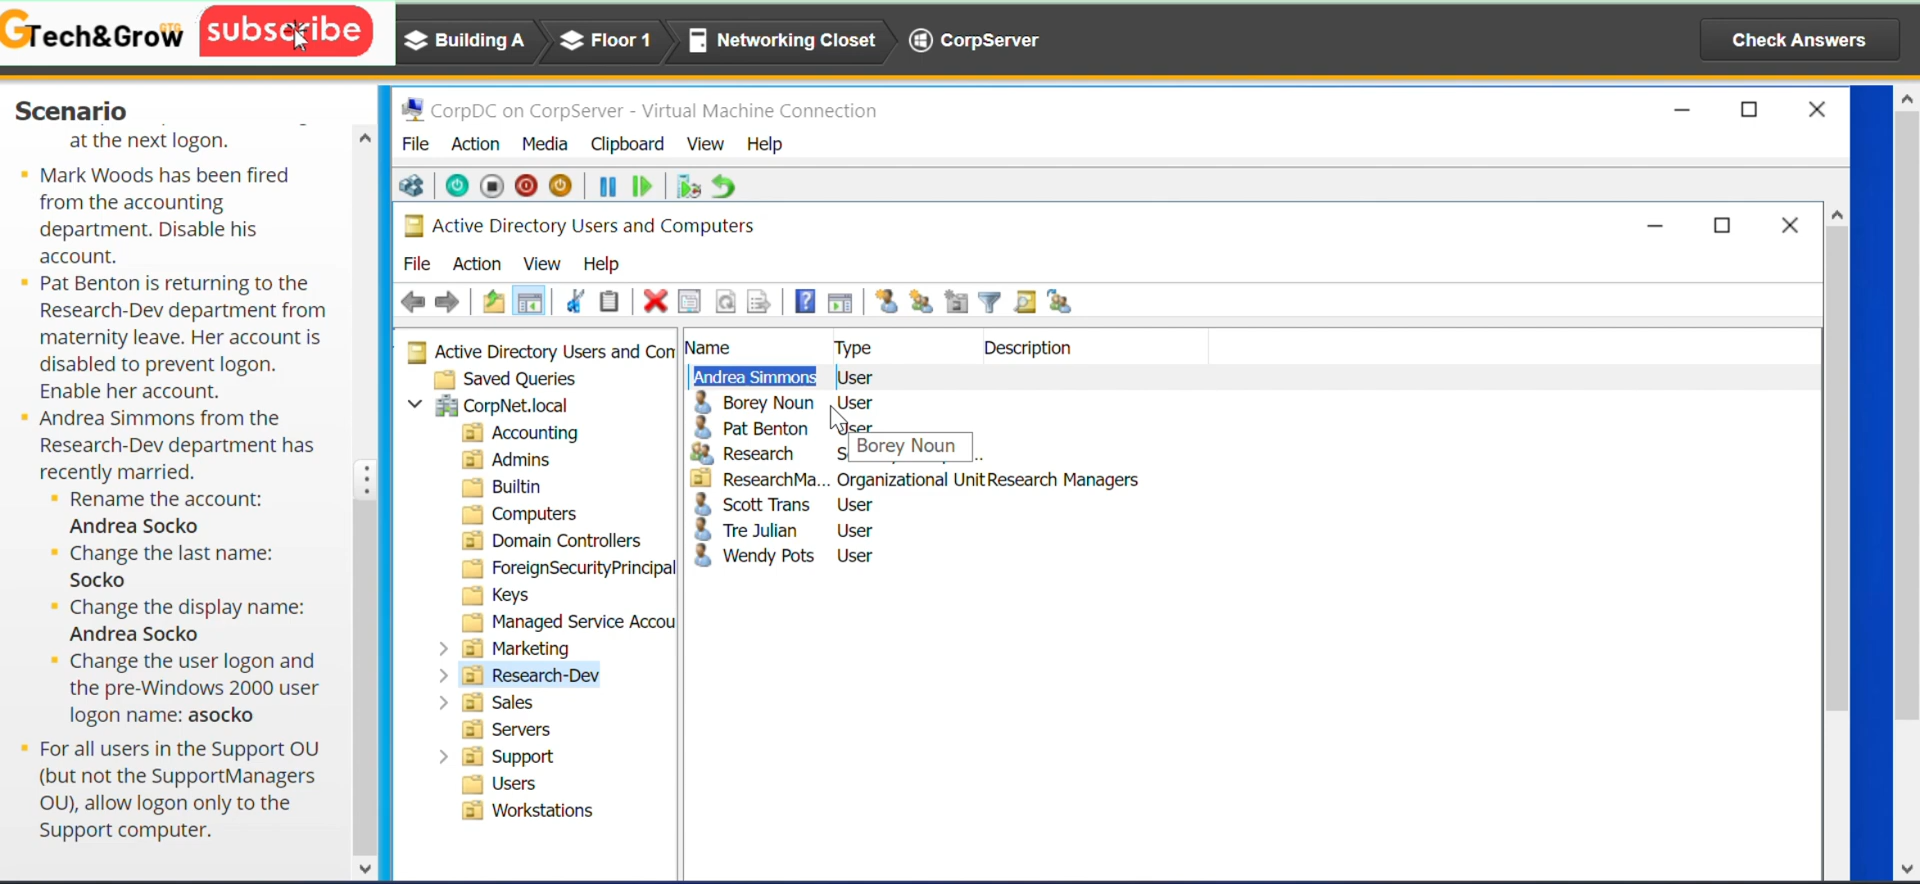 GTech&Grow GTG
subscribe
Building A
Floor 1
Networking Closet
CorpServer
Check Answers
Scenario
at the next logon.
Mark Woods has been fired
from the accounting
department. Disable his
account.
Pat Benton is returning to the
Research-Dev department from
maternity leave. Her account is
disabled to prevent logon.
Enable her account.
Andrea Simmons from the
Research-Dev department has
recently married.
Rename the account:
Andrea Socko
Change the last name:
Socko
Change the display name:
Andrea Socko
Change the user logon and
the pre-Windows 2000 user
logon name: asocko
For all users in the Support OU
(but not the SupportManagers
OU), allow logon only to the
Support computer.
CorpDC on CorpServer - Virtual Machine Connection
File Action Media Clipboard View Help
Active Directory Users and Computers
File Action View Help
Active Directory Users and Com
Saved Queries
CorpNet.local
Accounting
Admins
Builtin
Computers
Domain Controllers
ForeignSecurityPrincipal
Keys
Managed Service Accou
Marketing
Research-Dev
Sales
Servers
Support
Users
Workstations
Name Type Description
Andrea Simmons User
Borey Noun User
Pat Benton User
Borey Noun
Research
ResearchMa... Organizational Unit Research Managers
Scott Trans User
Tre Julian User
Wendy Pots User